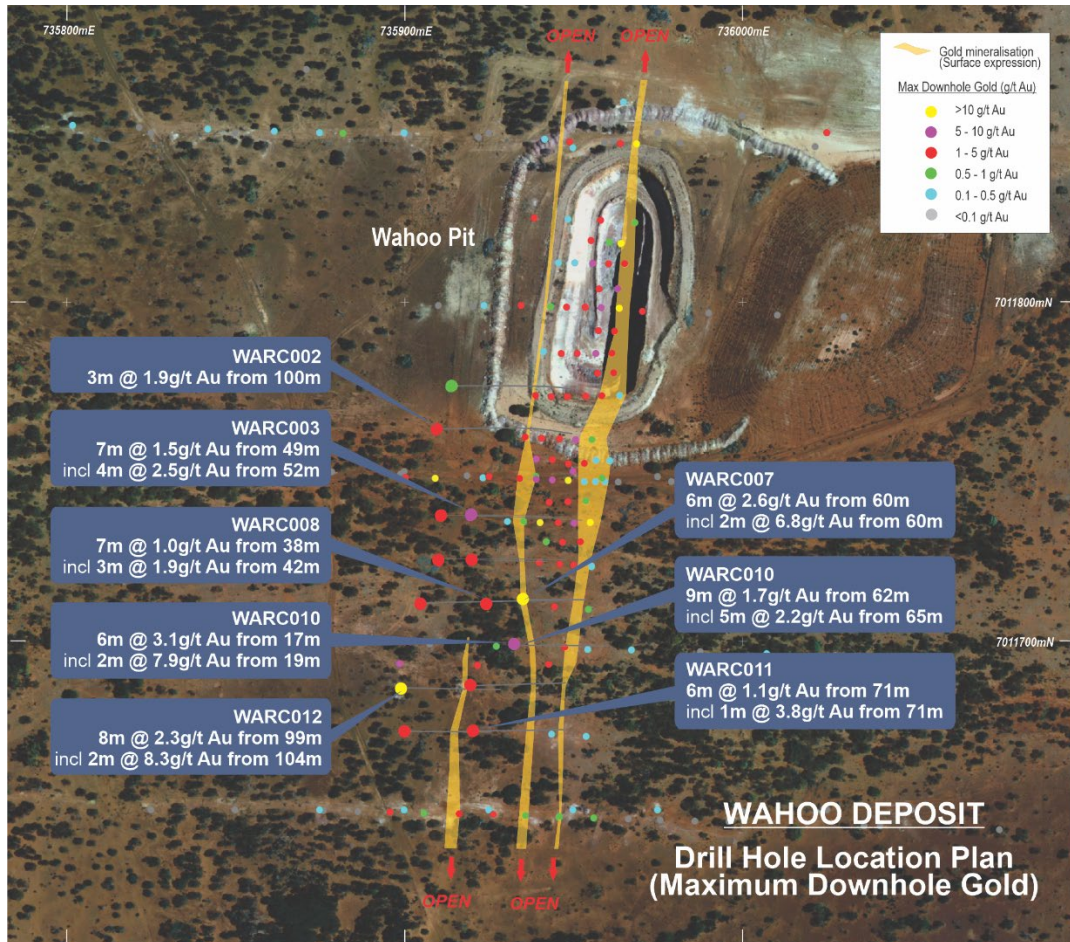 735800mE
735900mE
736000mE
OPEN
OPEN
Gold mineralisation
(Surface expression)
Max Downhole Gold (g/t Au)
>10 g/t Au
5 - 10 g/t Au
1 - 5 g/t Au
0.5 - 1 g/t Au
0.1 - 0.5 g/t Au
<0.1 g/t Au
Wahoo Pit
7011800mN
WARC002
3m @ 1.9g/t Au from 100m
WARC003
7m @ 1.5g/t Au from 49m
incl 4m @ 2.5g/t Au from 52m
WARC007
6m @ 2.6g/t Au from 60m
incl 2m @ 6.8g/t Au from 60m
WARC008
7m @ 1.0g/t Au from 38m
incl 3m @ 1.9g/t Au from 42m
WARC010
9m @ 1.7g/t Au from 62m
incl 5m @ 2.2g/t Au from 65m
WARC010
6m @ 3.1g/t Au from 17m
incl 2m @ 7.9g/t Au from 19m
7011700mN
WARC011
6m @ 1.1g/t Au from 71m
incl 1m @ 3.8g/t Au from 71m
WARC012
8m @ 2.3g/t Au from 99m
incl 2m @ 8.3g/t Au from 104m
WAHOO DEPOSIT
Drill Hole Location Plan
(Maximum Downhole Gold)
OPEN
OPEN